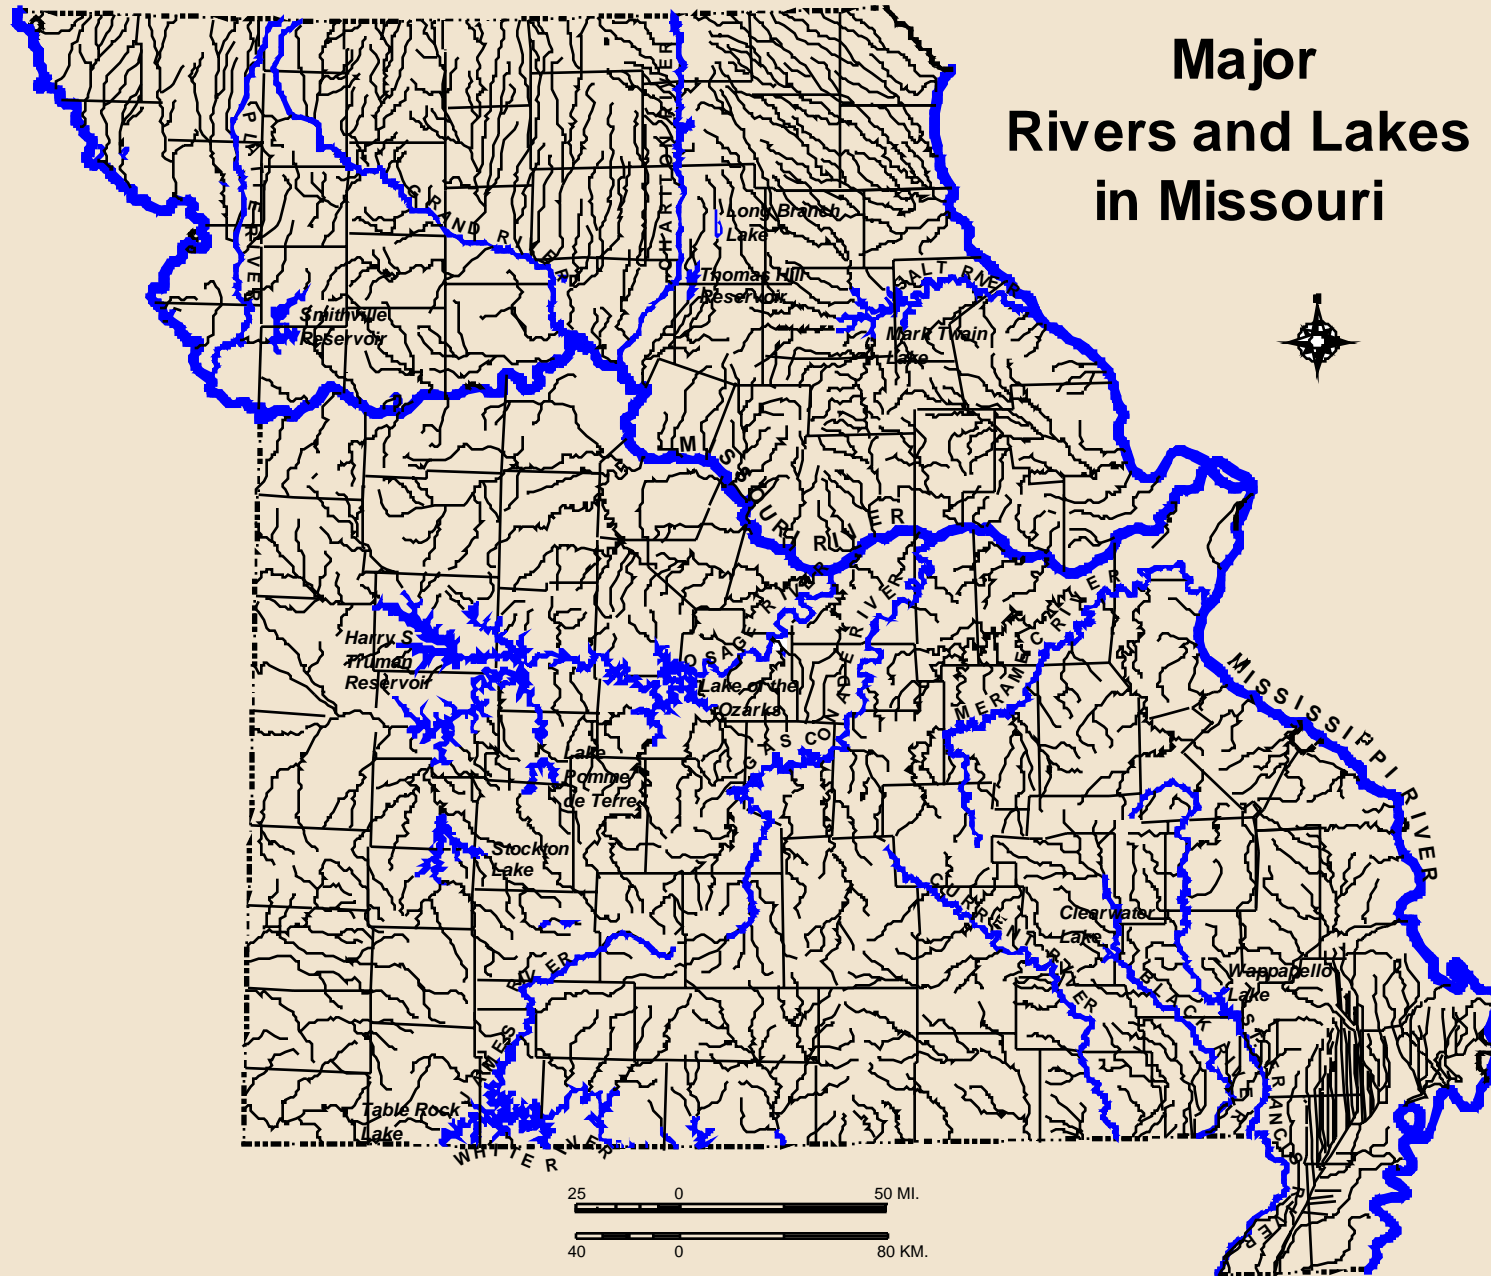 Major
Rivers and Lakes
in Missouri
PLATTE RIVER
GRAND RIVER
CHARITON RIVER
Long Branch
Lake
Thomas Hill
Reservoir
SALT RIVER
Mark Twain
Lake
Smithville
Reservoir
MISSOURI RIVER
Harry S
Truman
Reservoir
OSAGE RIVER
Lake of the
Ozarks
GASCONADE RIVER
MERAMEC RIVER
MISSISSIPPI RIVER
Lake
Pomme
de Terre
Stockton
Lake
CURRENT RIVER
Clearwater
Lake
BLACK RIVER
Wappapello
Lake
ST. FRANCIS RIVER
JAMES RIVER
Table Rock
Lake
WHITE RIVER
25 0 50 MI.
40 0 80 KM.